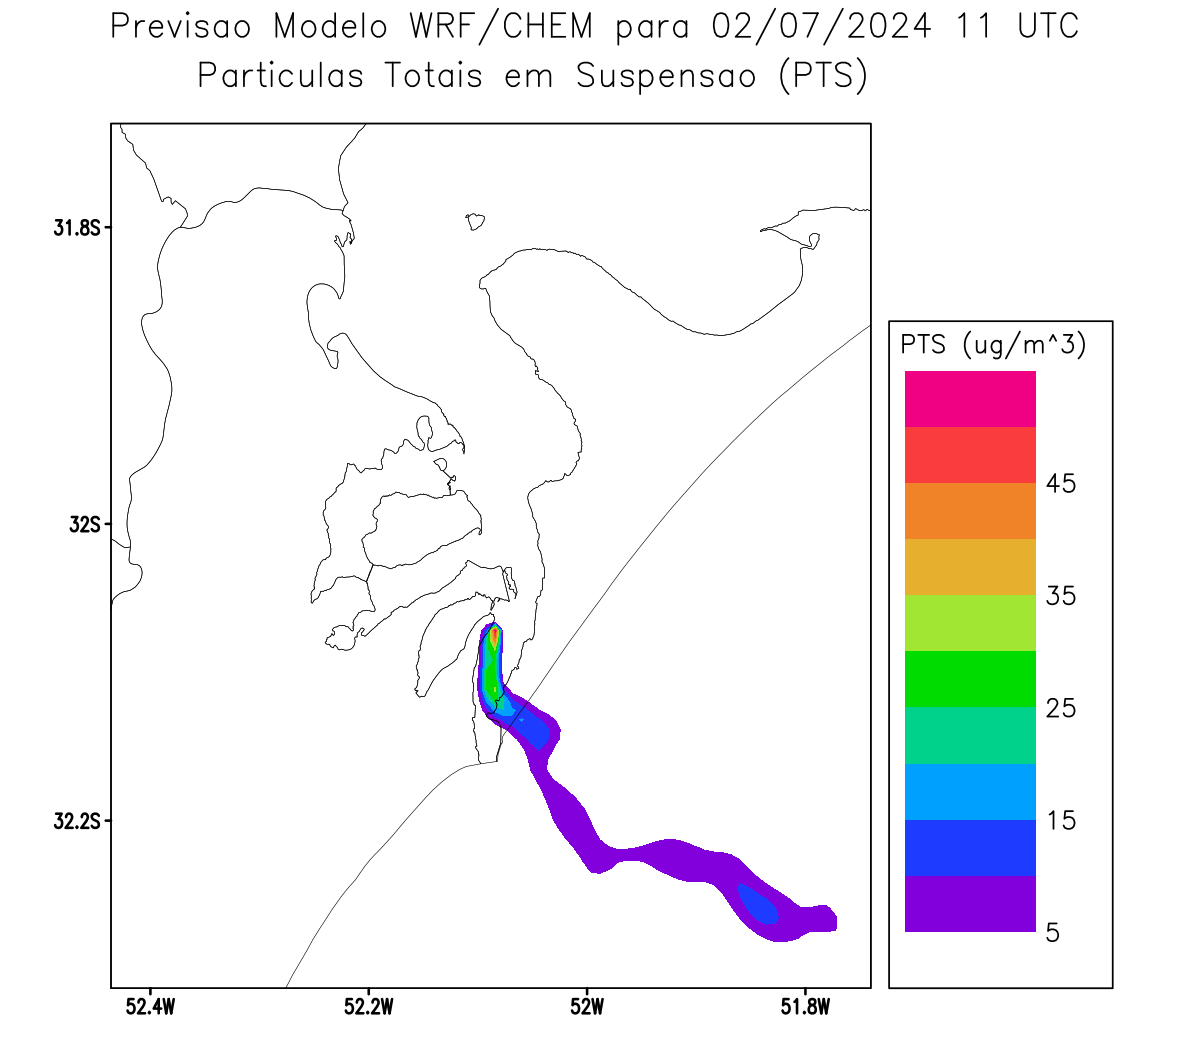 Previsao Modelo WRF/CHEM para 02/07/2024 11 UTC
Particulas Totais em Suspensao (PTS)
31.8S
32S
32.2S
52.4W
52.2W
52W
51.8W
PTS (ug/m^3)
45
35
25
15
5